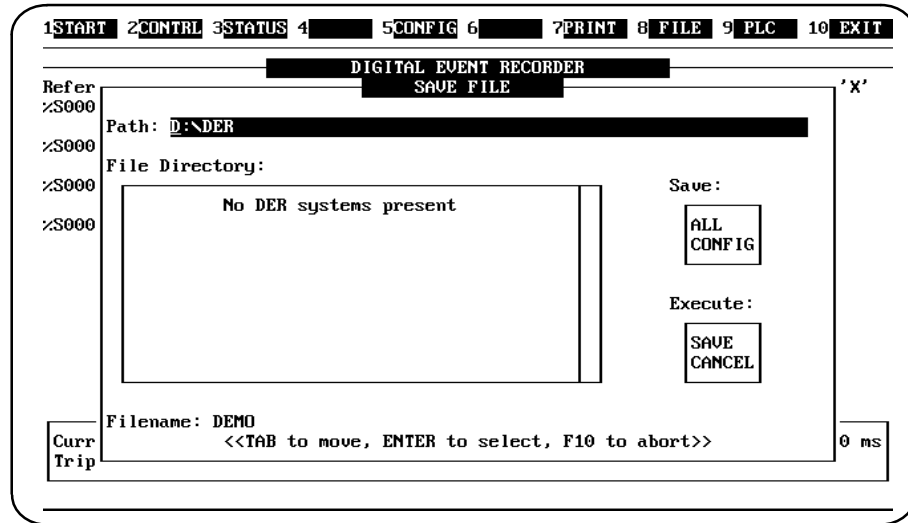 1START 2CONTRL 3STATUS 4 5CONFIG 6 7PRINT 8 FILE 9 PLC 10 EXIT
DIGITAL EVENT RECORDER
Refer SAVE FILE 'X'
%S000
Path: D:\DER
%S000
File Directory:
%S000 Save:
No DER systems present
%S000 ALL
CONFIG
Execute:
SAVE
CANCEL
Filename: DEMO
Curr <<TAB to move, ENTER to select, F10 to abort>> 0 ms
Trip